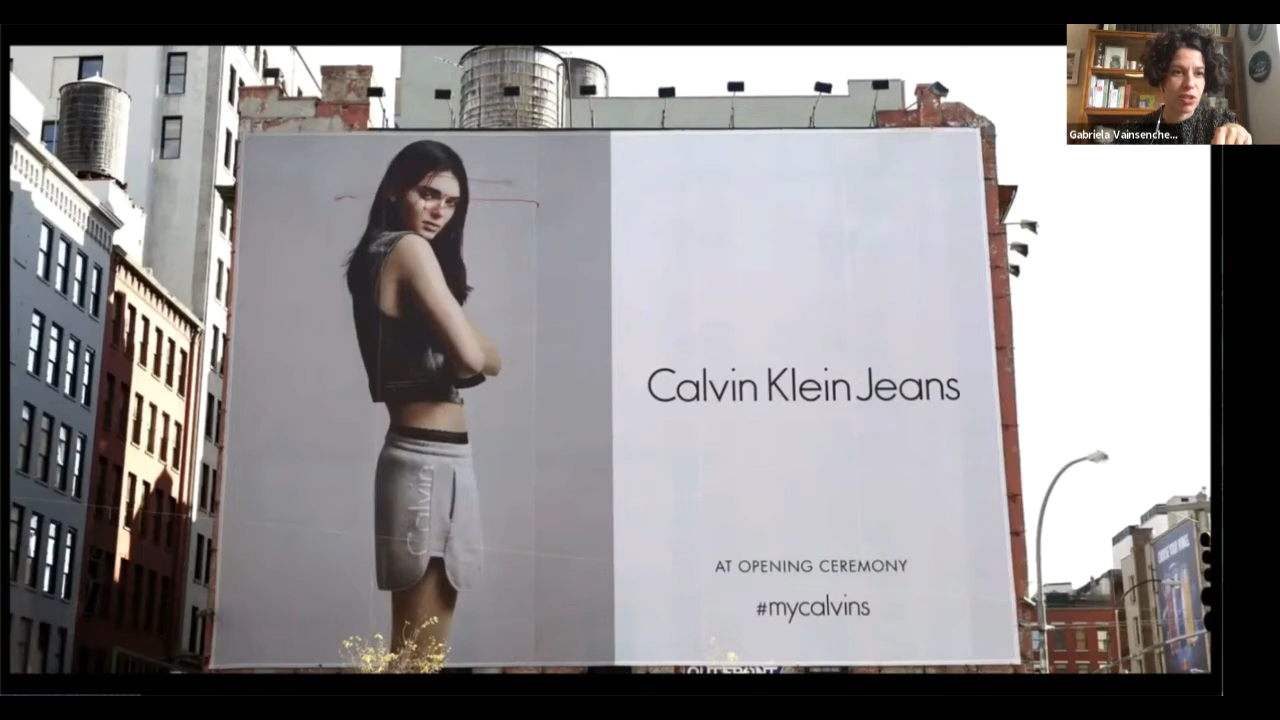 Gabriela Vainsenche...
Calvin Klein Jeans
Calvin
AT OPENING CEREMONY
#mycalvins